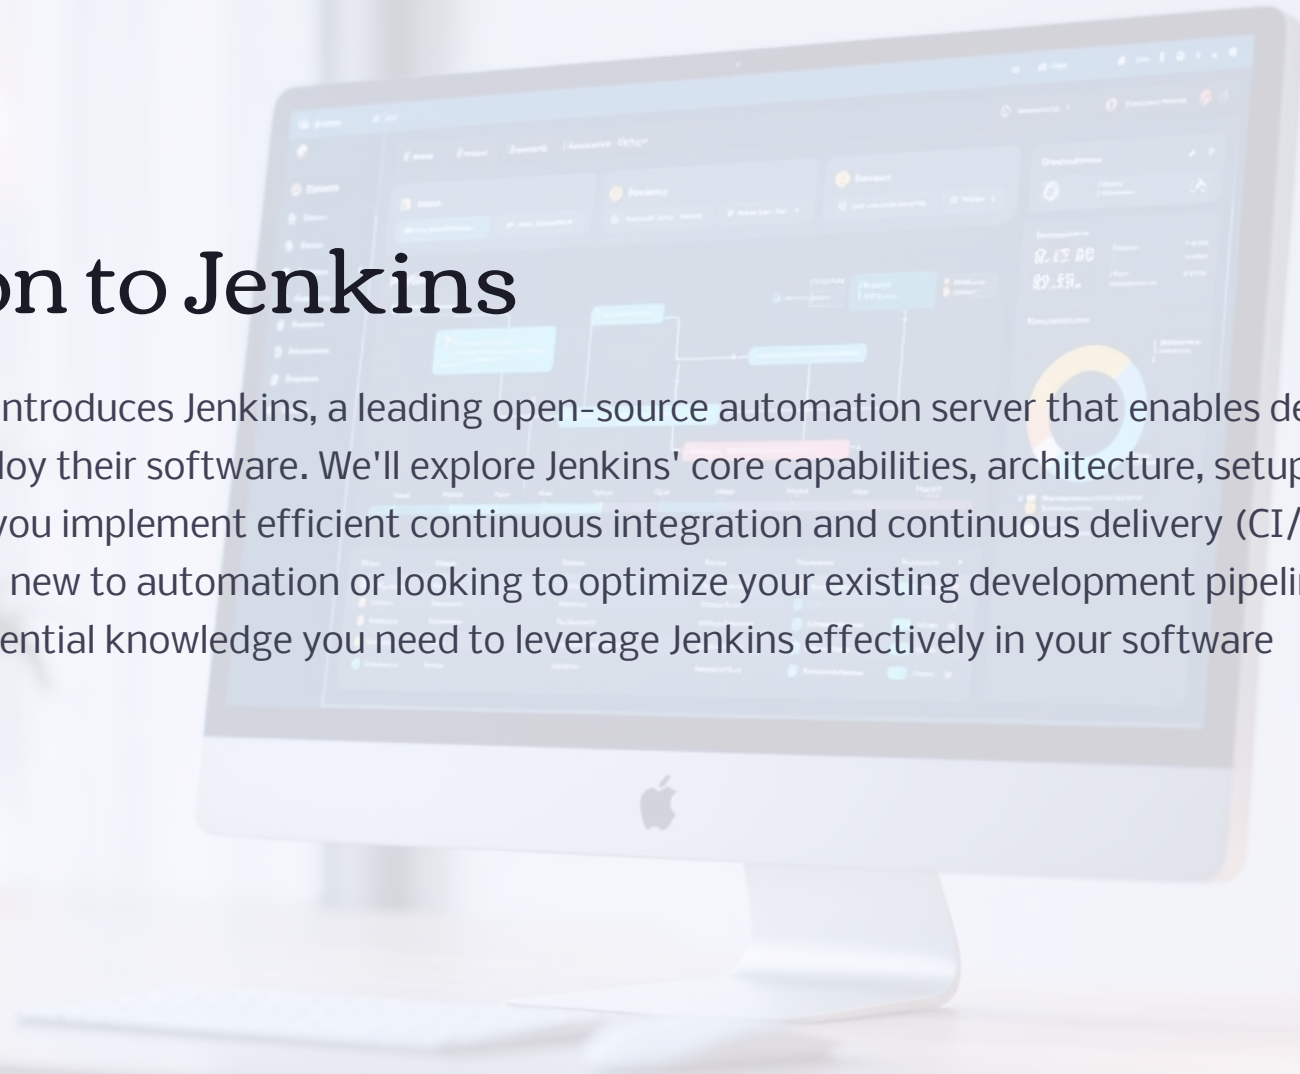 on to Jenkins
ntroduces Jenkins, a leading open-source automation server that enables de
loy their software. We'll explore Jenkins' core capabilities, architecture, setup
you implement efficient continuous integration and continuous delivery (CI/
new to automation or looking to optimize your existing development pipelin
ential knowledge you need to leverage Jenkins effectively in your software